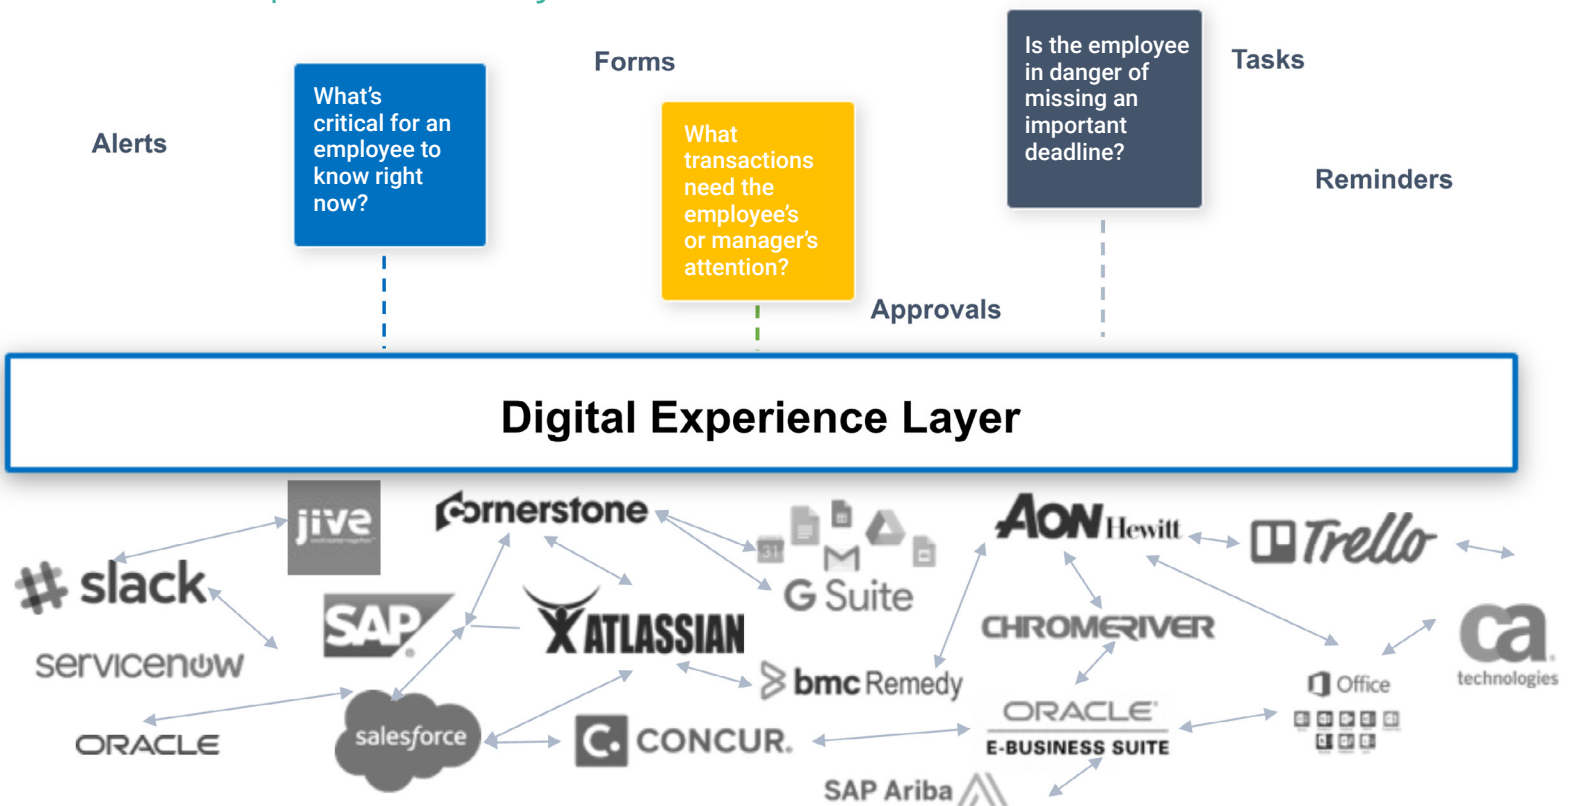 Forms
Tasks
Alerts
Reminders
Approvals
What's
critical for an
employee to
know right
now?
What
transactions
need the
employee's
or manager's
attention?
Is the employee
in danger of
missing an
important
deadline?
Digital Experience Layer
jive
cornerstone
31
G Suite
AON Hewitt
Trello
slack
SAP
ATLASSIAN
CHROMERIVER
ca
technologies
servicenow
bmc Remedy
Office
ORACLE
salesforce
C. CONCUR.
ORACLE
E-BUSINESS SUITE
SAP Ariba